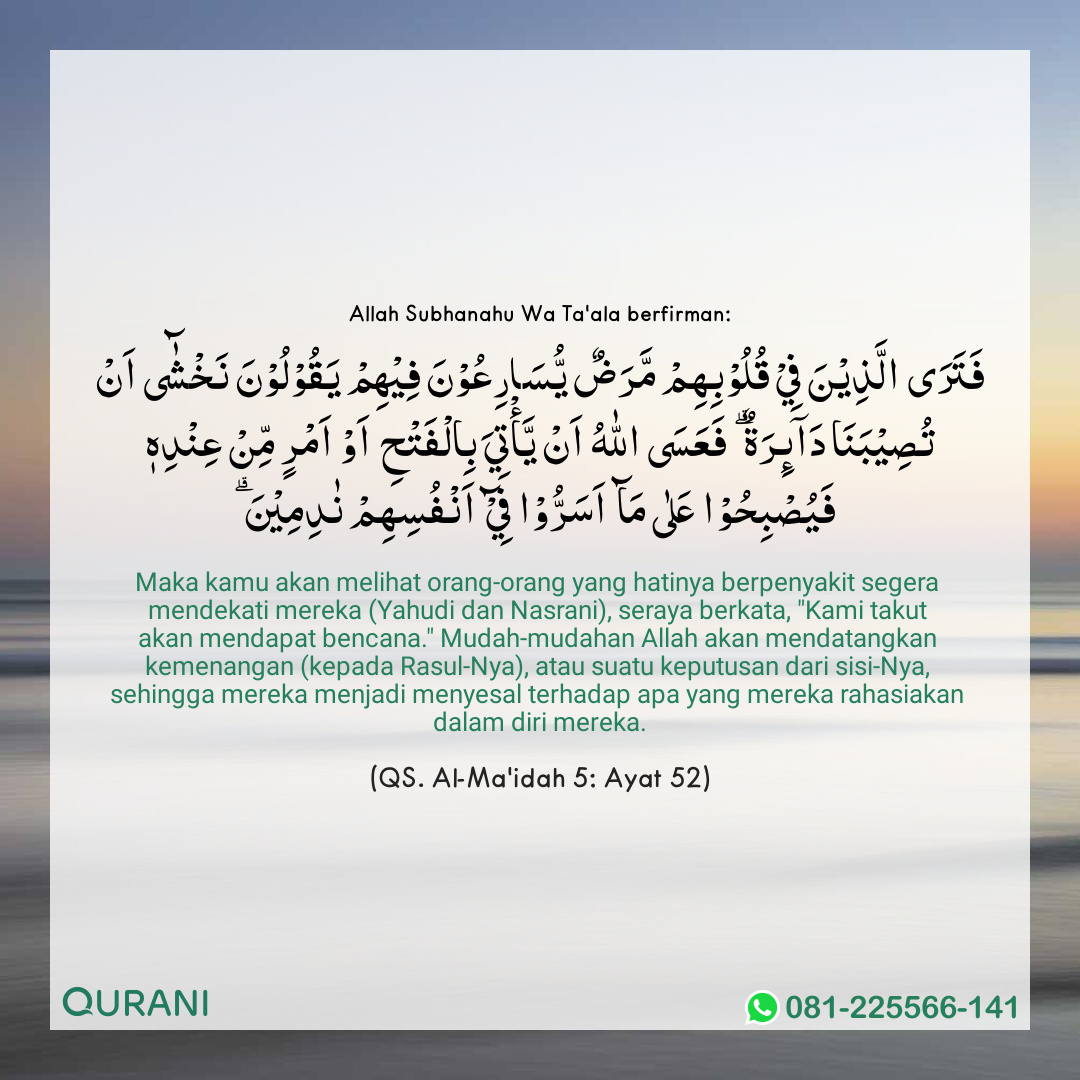 Allah Subhanahu Wa Ta'ala berfirman:
فَتَرَى الَّذِيْنَ فِيْ قُلُوْبِهِمْ مَّرَضٌ يُّسَارِعُوْنَ فِيْهِمْ يَقُوْلُوْنَ نَخْشٰٓى اَنْ
تُصِيْبَنَا دَآىِٕرَةٌ ۗ فَعَسَى اللّٰهُ اَنْ يَّأْتِيَ بِالْفَتْحِ اَوْ اَمْرٍ مِّنْ عِنْدِهٖ
فَيُصْبِحُوْا عَلٰى مَآ اَسَرُّوْا فِيْٓ اَنْفُسِهِمْ نٰدِمِيْنَ ۗ
Maka kamu akan melihat orang-orang yang hatinya berpenyakit segera
mendekati mereka (Yahudi dan Nasrani), seraya berkata, "Kami takut
akan mendapat bencana." Mudah-mudahan Allah akan mendatangkan
kemenangan (kepada Rasul-Nya), atau suatu keputusan dari sisi-Nya,
sehingga mereka menjadi menyesal terhadap apa yang mereka rahasiakan
dalam diri mereka.
(QS. Al-Ma'idah 5: Ayat 52)
QURANI
081-225566-141